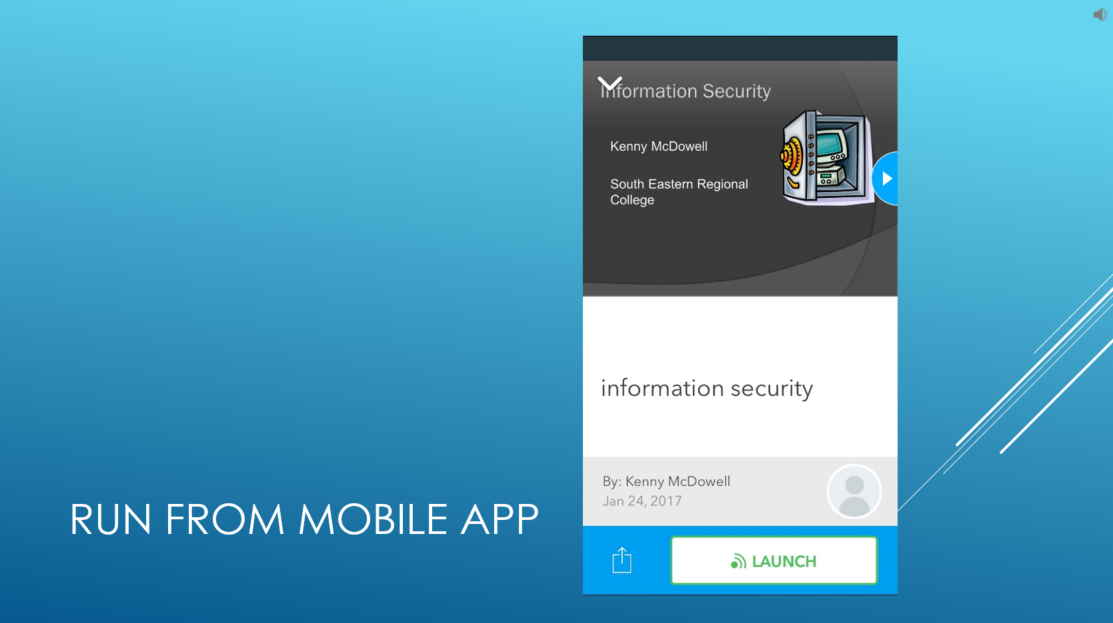 Information Security
Kenny McDowell
South Eastern Regional
College
information security
By: Kenny McDowell
Jan 24, 2017
LAUNCH
RUN FROM MOBILE APP